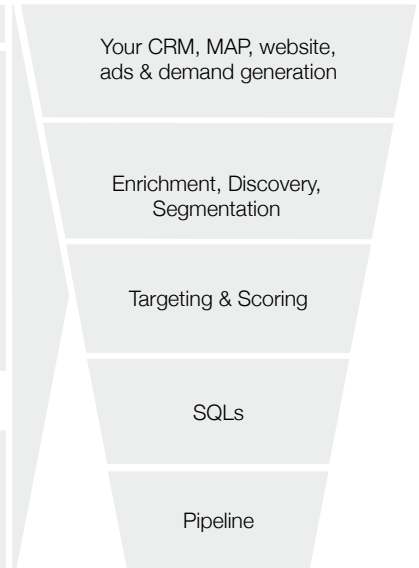 Your CRM, MAP, website,
ads & demand generation
Enrichment, Discovery,
Segmentation
Targeting & Scoring
SQLs
Pipeline